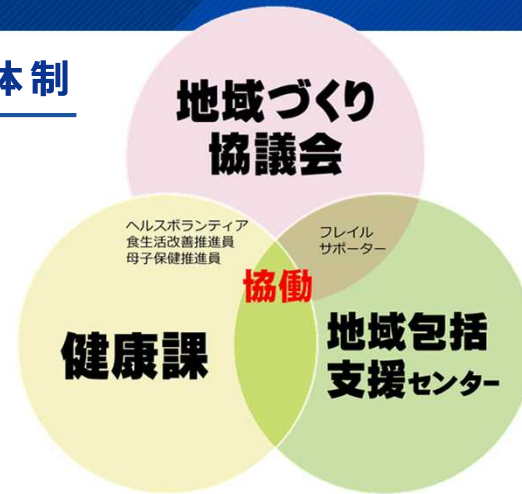 体制
地域づくり
協議会
ヘルスボランティア
食生活改善推進員
母子保健推進員
フレイル
サポーター
協働
健康課
地域包括
支援センター